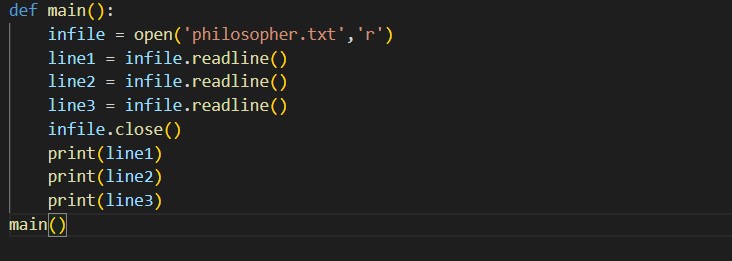 def main():
    infile = open('philosopher.txt','r')
    line1 = infile.readline()
    line2 = infile.readline()
    line3 = infile.readline()
    infile.close()
    print(line1)
    print(line2)
    print(line3)
main()